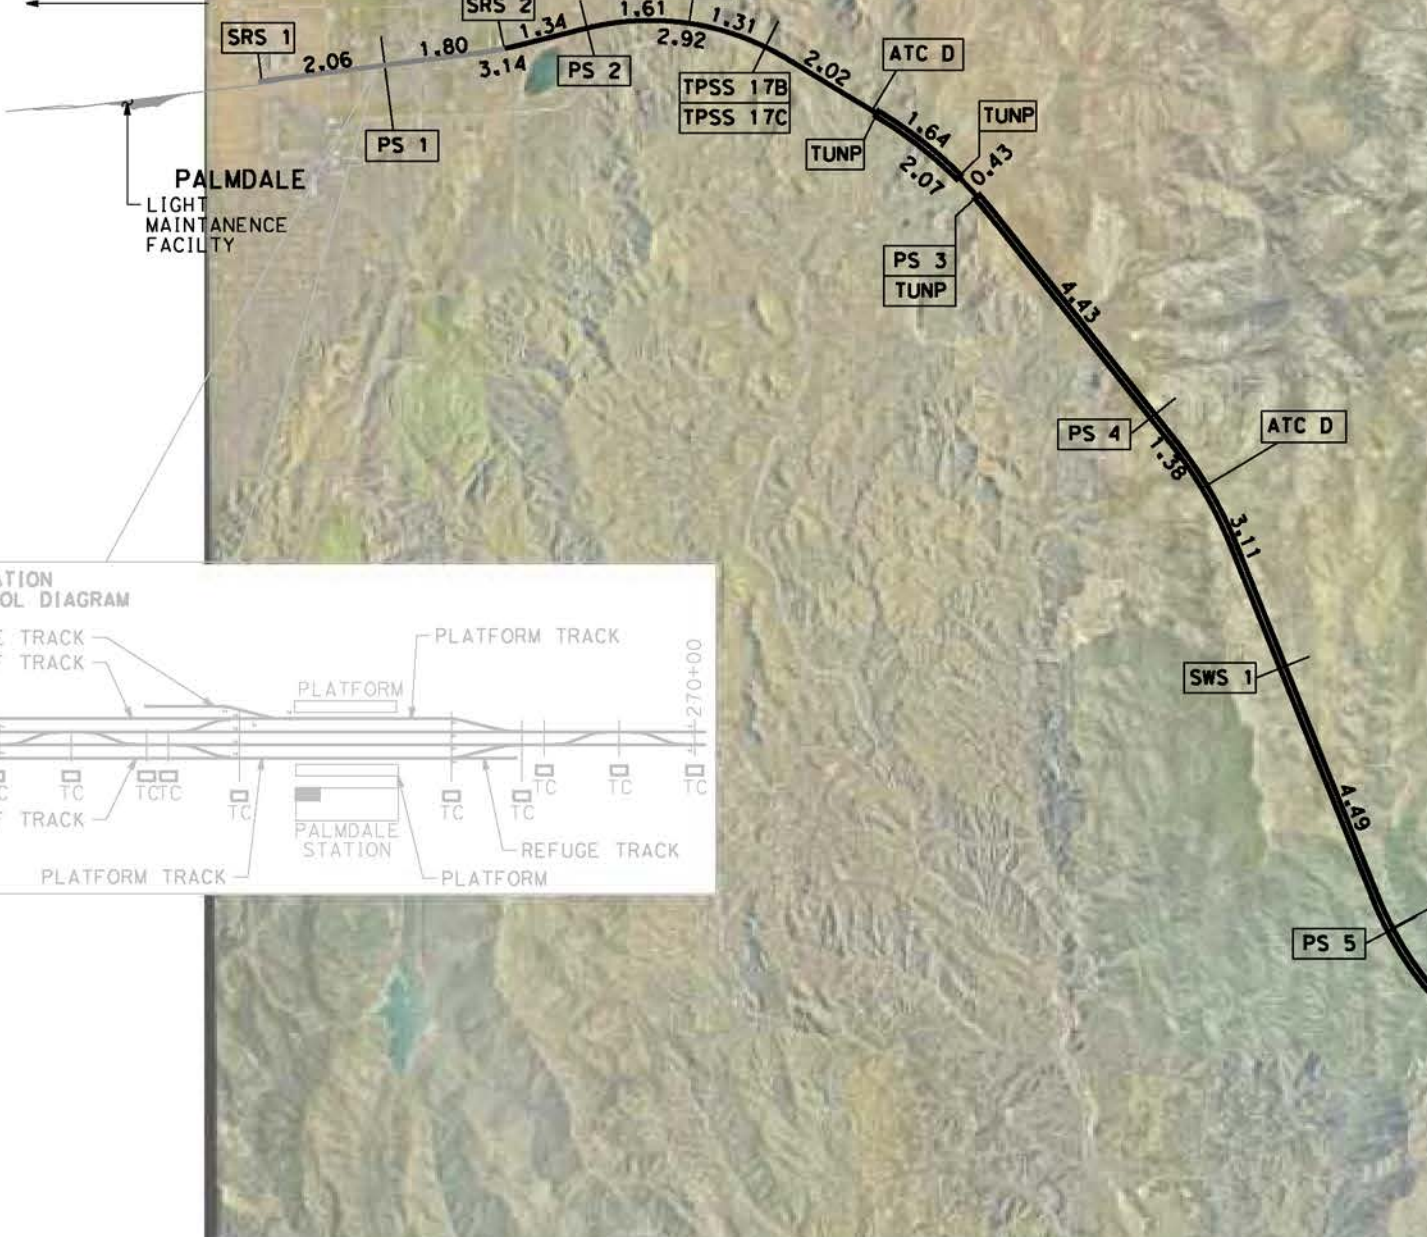 SRS 1
2.06
PS 1
1.80
SRS 2
3.14
1.34
PS 2
1.61
2.92
1.31
TPSS 17B
TPSS 17C
2.02
ATC D
TUNP
1.64
2.07
TUNP
0.43
PS 3
TUNP
4.43
PS 4
1.38
ATC D
3.11
SWS 1
4.49
PS 5
PALMDALE
LIGHT
MAINTANENCE
FACILTY
ATION
OL DIAGRAM
E TRACK
TRACK
PLATFORM TRACK
PLATFORM
270+00
C
TC
TC
TC
TC
TC
TC
TC
TC
TC
TRACK
PALMDALE
STATION
REFUGE TRACK
PLATFORM TRACK
PLATFORM